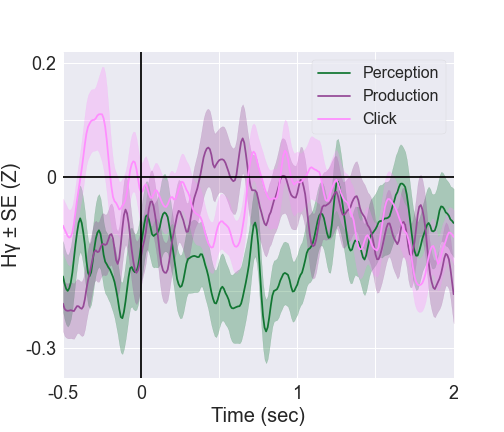 0.2
0
-0.3
Hγ ± SE (Z)
Perception
Production
Click
-0.5
0
1
2
Time (sec)